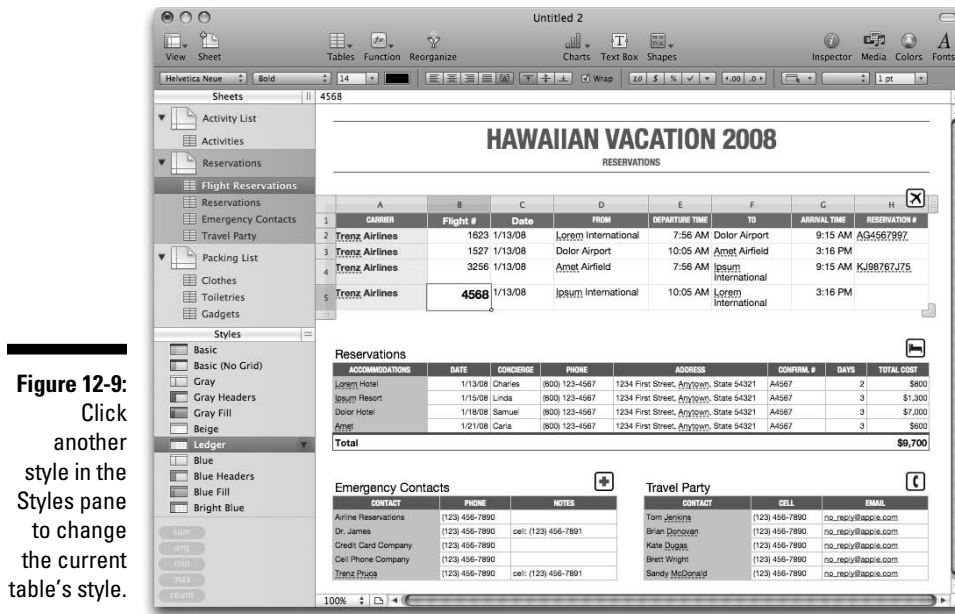 Untitled 2
View Sheet Tables Function Reorganize Charts Text Box Shapes Inspector Media Colors Fonts
Helvetica Neue Bold 14 Wrap 1.0 $ % 1 pt
Sheets 4568
Activity List
Activities
Reservations
Flight Reservations
Reservations
Emergency Contacts
Travel Party
Packing List
Clothes
Toiletries
Gadgets
Styles
Basic
Basic (No Grid)
Gray
Gray Headers
Gray Fill
Beige
Ledger
Blue
Blue Headers
Blue Fill
Bright Blue
sum
avg
min
max
count
HAWAIIAN VACATION 2008
RESERVATIONS
A B C D E F G H
1 CARRIER Flight # Date FROM DEPARTURE TIME TO ARRIVAL TIME RESERVATION #
2 Trenz Airlines 1623 1/13/08 Lorem International 7:56 AM Dolor Airport 9:15 AM AG4567997
3 Trenz Airlines 1527 1/13/08 Dolor Airport 10:05 AM Amet Airfield 3:16 PM
4 Trenz Airlines 3256 1/13/08 Amet Airfield 7:56 AM Ipsum International 9:15 AM KJ98767J75
5 Trenz Airlines 4568 1/13/08 Ipsum International 10:05 AM Lorem International 3:16 PM
Reservations
ACCOMMODATIONS DATE CONCIERGE PHONE ADDRESS CONFIRM. # DAYS TOTAL COST
Lorem Hotel 1/13/08 Charles (800) 123-4567 1234 First Street, Anytown, State 54321 A4567 2 $800
Ipsum Resort 1/15/08 Linda (800) 123-4567 1234 First Street, Anytown, State 54321 A4567 3 $1,300
Dolor Hotel 1/18/08 Samuel (800) 123-4567 1234 First Street, Anytown, State 54321 A4567 3 $7,000
Amet 1/21/08 Carla (800) 123-4567 1234 First Street, Anytown, State 54321 A4567 3 $600
Total $9,700
Emergency Contacts
CONTACT PHONE NOTES
Airline Reservations (123) 456-7890
Dr. James (123) 456-7890 cell: (123) 456-7891
Credit Card Company (123) 456-7890
Cell Phone Company (123) 456-7890
Trenz Pruca (123) 456-7890 cell: (123) 456-7891
Travel Party
CONTACT CELL EMAIL
Tom Jenkins (123) 456-7890 no_reply@apple.com
Brian Donovan (123) 456-7890 no_reply@apple.com
Kate Dugas (123) 456-7890 no_reply@apple.com
Brett Wright (123) 456-7890 no_reply@apple.com
Sandy McDonald (123) 456-7890 no_reply@apple.com
100%
Figure 12-9:
Click
another
style in the
Styles pane
to change
the current
table's style.